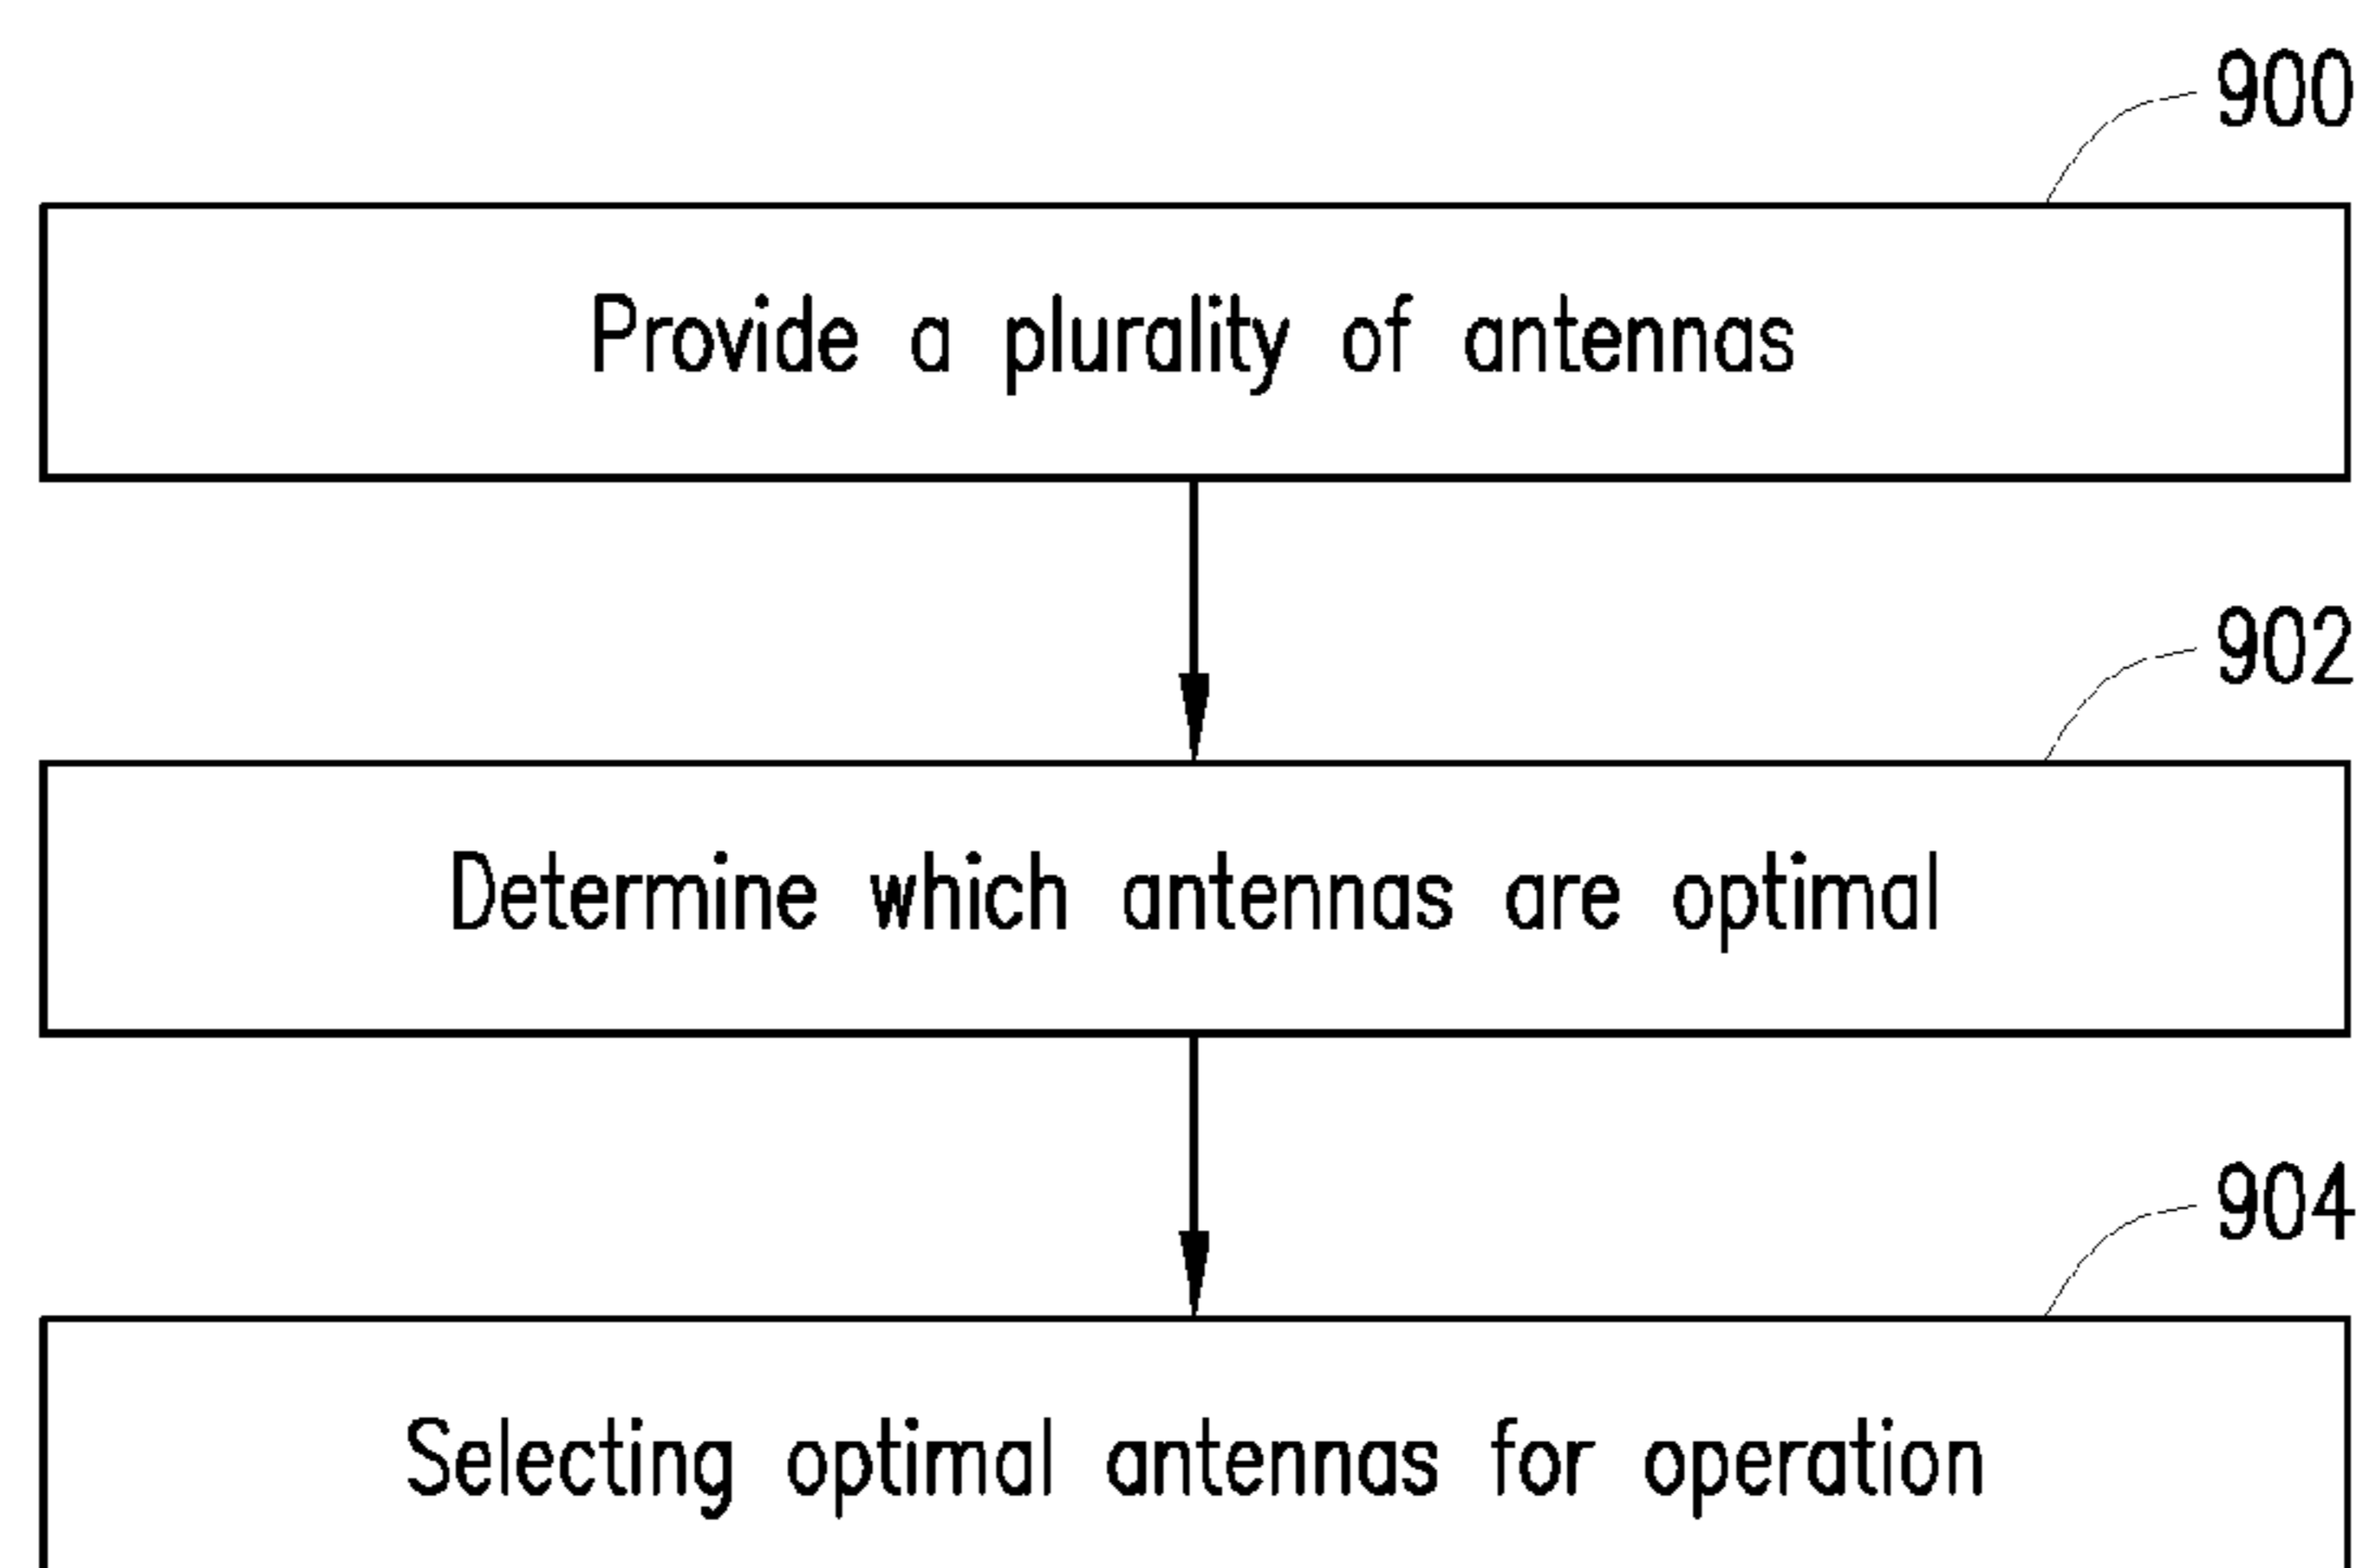 900
Provide a plurality of antennas
902
Determine which antennas are optimal
904
Selecting optimal antennas for operation